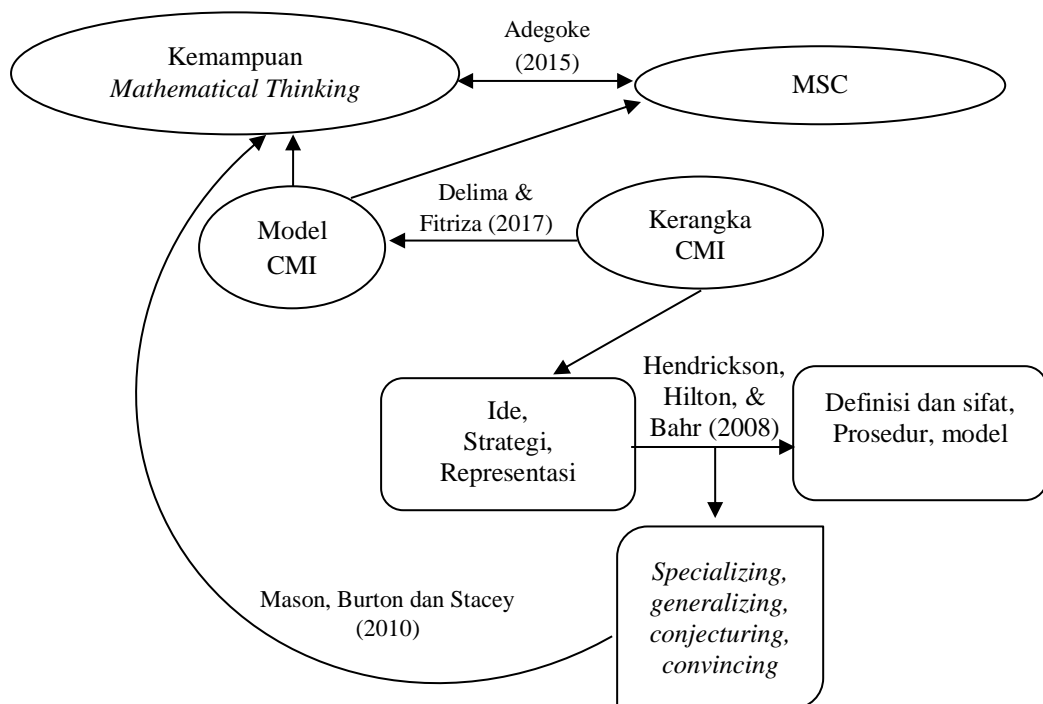 Adegoke
(2015)
Kemampuan
Mathematical Thinking
MSC
Delima &
Fitriza (2017)
Model
CMI
Kerangka
CMI
Hendrickson,
Hilton, &
Bahr (2008)
Ide,
Strategi,
Representasi
Definisi dan sifat,
Prosedur, model
Specializing,
generalizing,
conjecturing,
convincing
Mason, Burton dan Stacey
(2010)